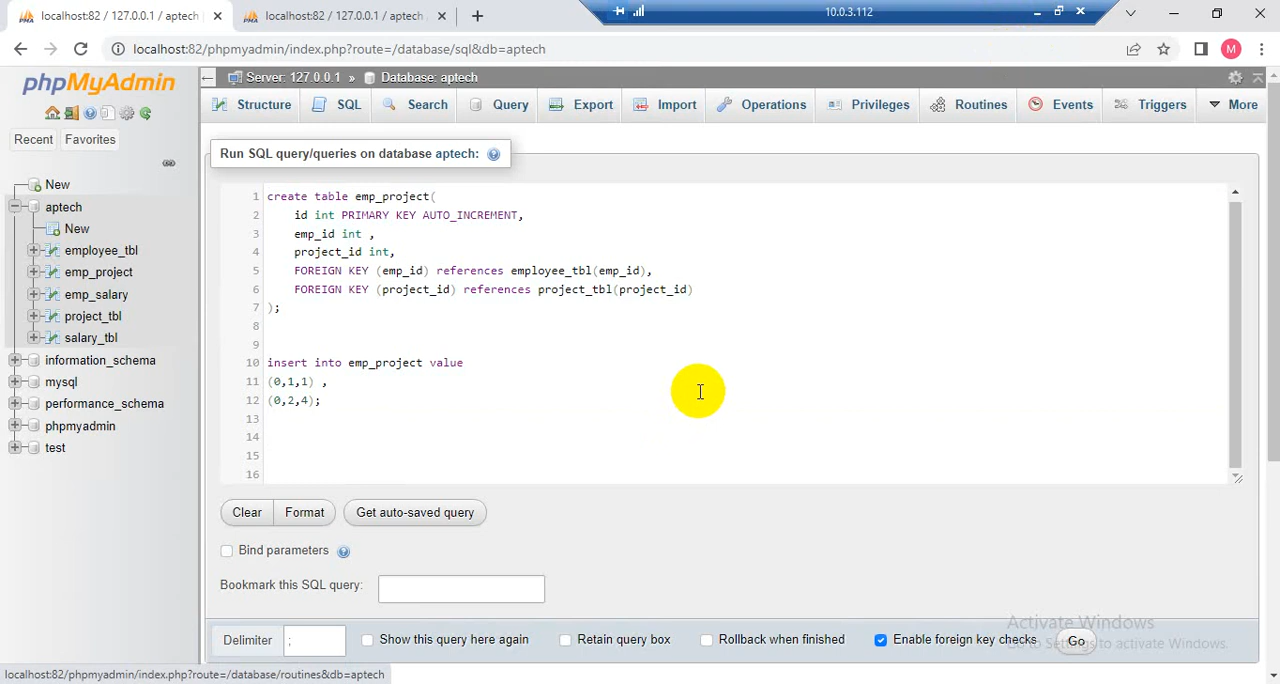 localhost:82 / 127.0.0.1 / aptech
localhost:82 / 127.0.0.1 / aptech
10.0.3.112
localhost:82/phpmyadmin/index.php?route=/database/sql&db=aptech
M
phpMyAdmin
Server: 127.0.0.1 » Database: aptech
Structure SQL Search Query Export Import Operations Privileges Routines Events Triggers More
Recent Favorites
New
aptech
New
employee_tbl
emp_project
emp_salary
project_tbl
salary_tbl
information_schema
mysql
performance_schema
phpmyadmin
test
Run SQL query/queries on database aptech:
1 create table emp_project(
2 id int PRIMARY KEY AUTO_INCREMENT,
3 emp_id int ,
4 project_id int,
5 FOREIGN KEY (emp_id) references employee_tbl(emp_id),
6 FOREIGN KEY (project_id) references project_tbl(project_id)
7 );
8
9
10 insert into emp_project value
11 (0,1,1) ,
12 (0,2,4);
13
14
15
16
Clear Format Get auto-saved query
Bind parameters
Bookmark this SQL query:
Delimiter ; Show this query here again Retain query box Rollback when finished Enable foreign key checks Go
Activate Windows
Go to Settings to activate Windows.
localhost:82/phpmyadmin/index.php?route=/database/routines&db=aptech